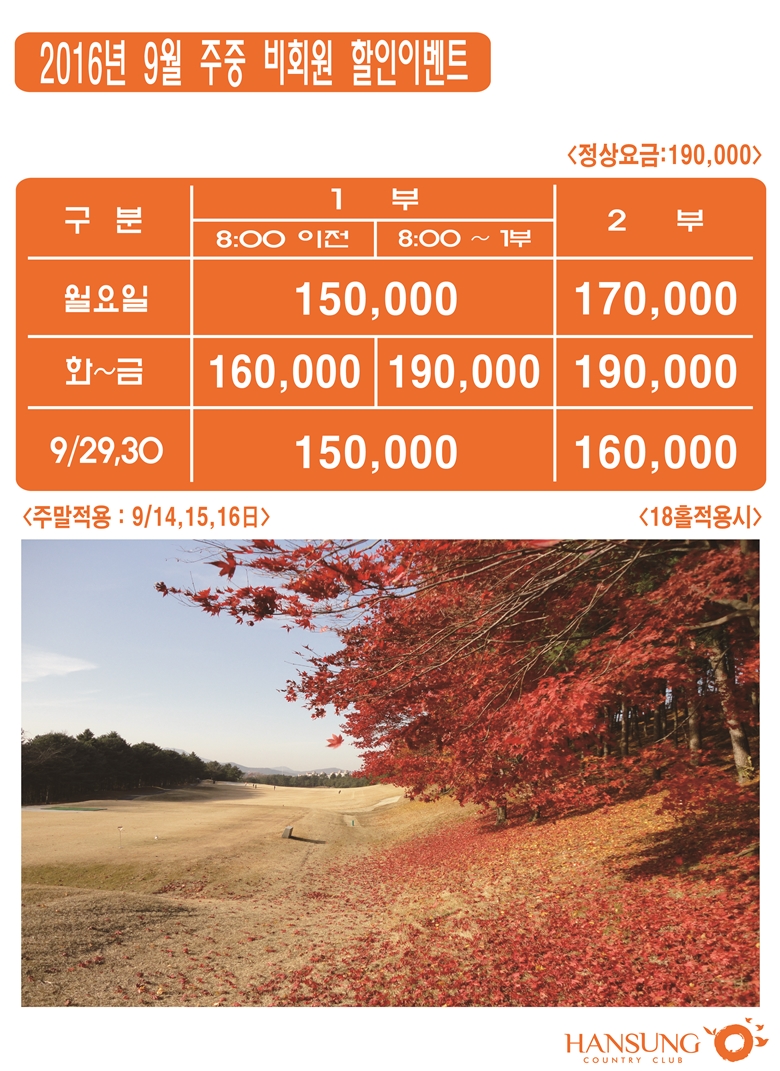 2016년 9월 주중 비회원 할인이벤트
<정상요금:190,000>
구 분
1 부
2 부
8:00 이전
8:00 ~ 1부
월요일 150,000 170,000
화~금 160,000 190,000 190,000
9/29,30 150,000 160,000
<주말적용 : 9/14,15,16日>
<18홀적용시>
HANSUNG
COUNTRY CLUB